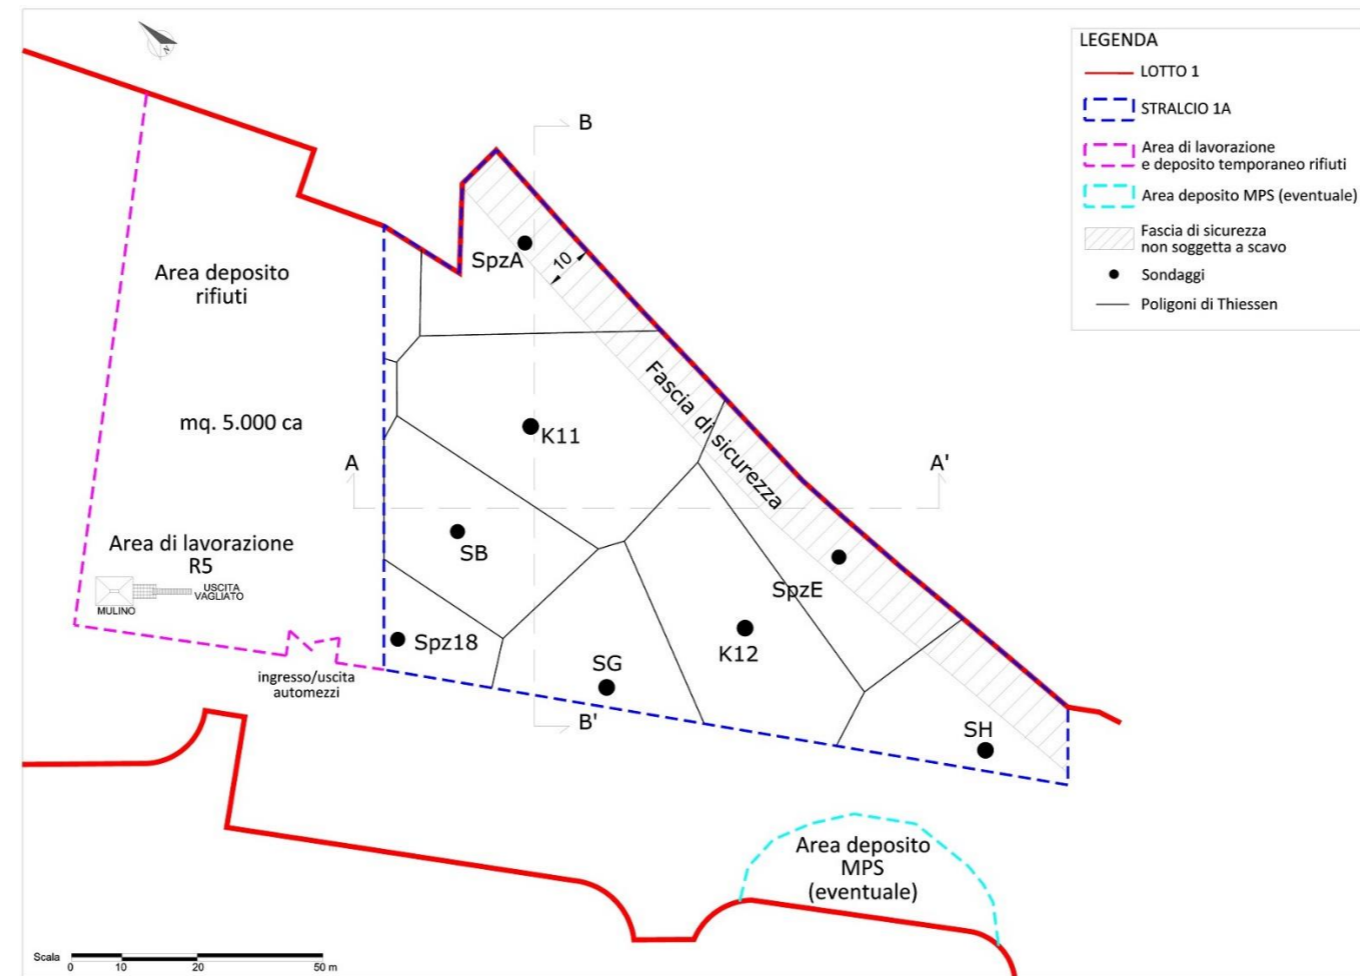 N
LEGENDA
LOTTO 1
STRALCIO 1A
Area di lavorazione
e deposito temporaneo rifiuti
Area deposito MPS (eventuale)
Fascia di sicurezza
non soggetta a scavo
Sondaggi
Poligoni di Thiessen
B
SpzA
10
Area deposito
rifiuti
Fascia di sicurezza
mq. 5.000 ca
K11
A
A'
SB
Area di lavorazione
R5
USCITA
VAGLIATO
MULINO
SpzE
Spz18
K12
SG
ingresso/uscita
automezzi
B'
SH
Area deposito
MPS
(eventuale)
Scala
0 10 20 50 m